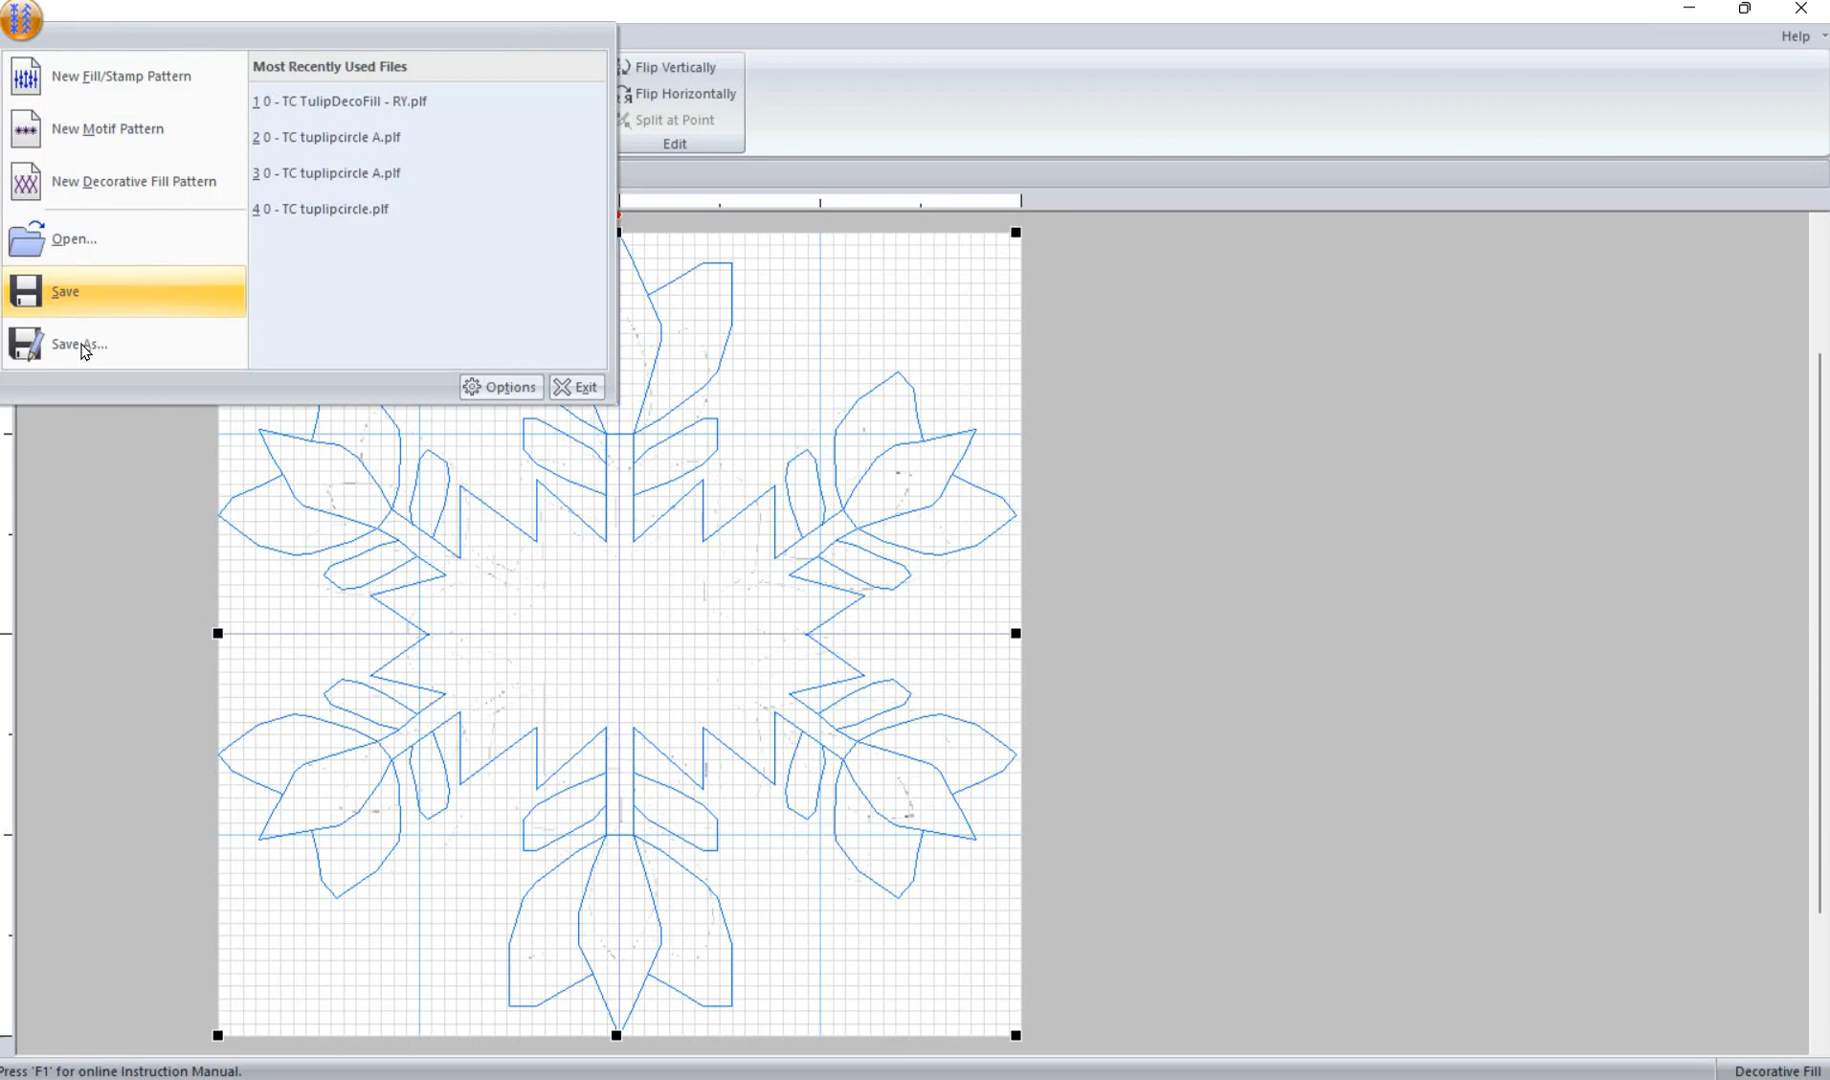 Help
New Fill/Stamp Pattern
New Motif Pattern
New Decorative Fill Pattern
Open...
Save
Save As...
Most Recently Used Files
1 0 - TC TulipDecoFill - RY.plf
2 0 - TC tuplipcircle A.plf
3 0 - TC tuplipcircle A.plf
4 0 - TC tuplipcircle.plf
Options
Exit
Flip Vertically
Flip Horizontally
Split at Point
Edit
Press 'F1' for online Instruction Manual.
Decorative Fill